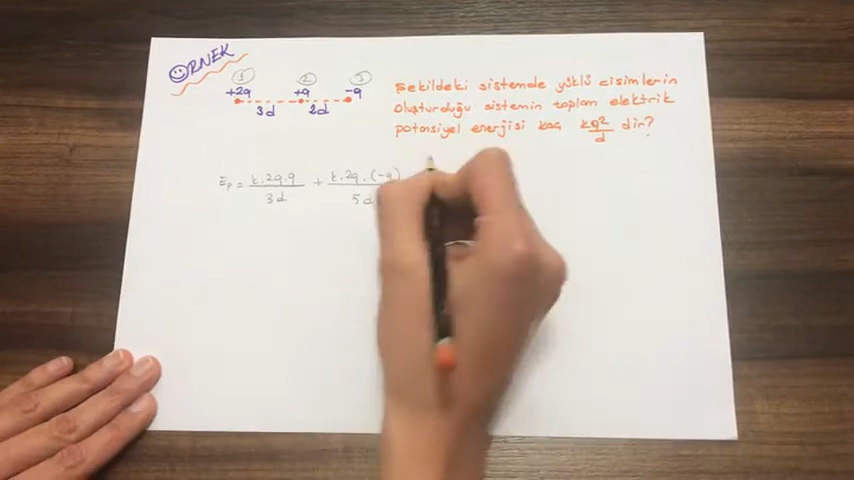 ÖRNEK
1 2 3
+2q +q -q
3d 2d
Şekildeki sistemde yüklü cisimlerin
oluşturduğu sistemin toplam elektrik
potansiyel enerjisi kaç kq²/d dir?
Ep = k.2q.q/3d + k.2q.(-q)/5d